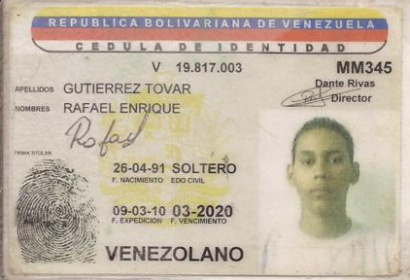 REPUBLICA BOLIVARIANA DE VENEZUELA
CEDULA DE IDENTIDAD
V 19.817.003 MM345
APELLIDOS GUTIERREZ TOVAR Dante Rivas
NOMBRES RAFAEL ENRIQUE Director
Rafael
FIRMA TITULAR
26-04-91 SOLTERO
F. NACIMIENTO EDO CIVIL
09-03-10 03-2020
F. EXPEDICION F. VENCIMIENTO
VENEZOLANO